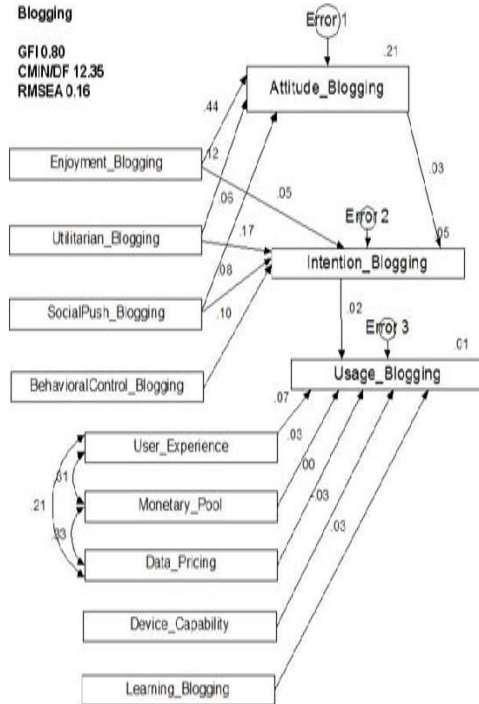 Blogging
GFI 0.80
CMIN/DF 12.35
RMSEA 0.16
Error 1
.21
Attitude_Blogging
.44
.12
Enjoyment_Blogging
.03
.06
.05
Error 2
.05
Utilitarian_Blogging
.17
Intention_Blogging
.08
SocialPush_Blogging
.10
.02
Error 3
.01
BehavioralControl_Blogging
Usage_Blogging
.07
User_Experience
.03
.00
.21
Monetary_Pool
-.03
.03
Data_Pricing
Device_Capability
Learning_Blogging